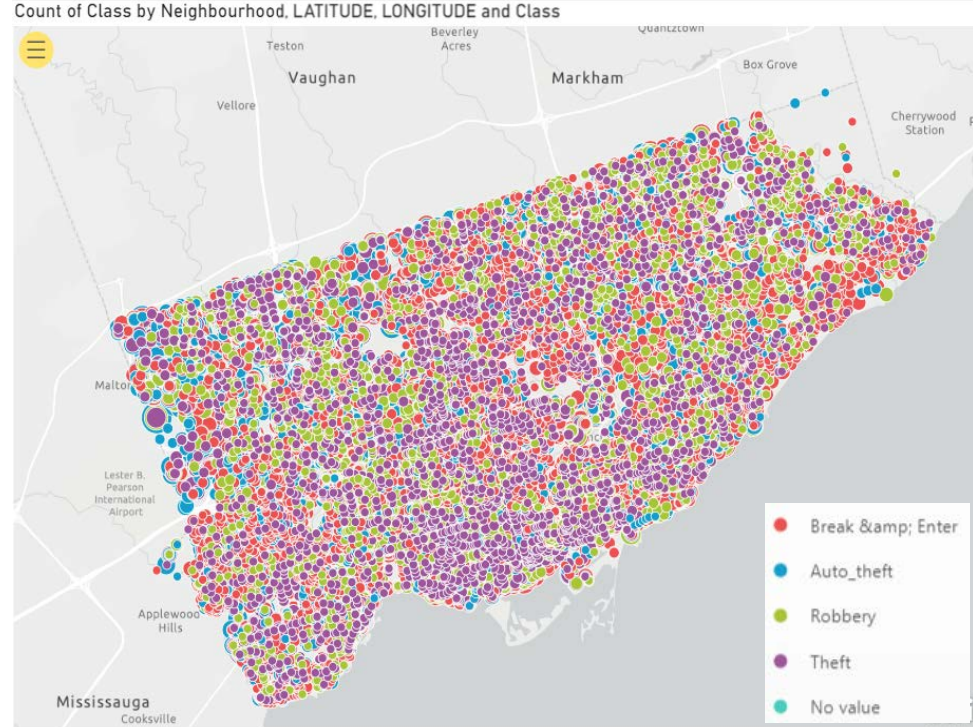 Count of Class by Neighbourhood, LATITUDE, LONGITUDE and Class
Quantztown
Beverley
Acres
Teston
Box Grove
Vaughan
Markham
Vellore
Cherrywood
Station
Malton
Lester B.
Pearson
International
Airport
Applewood
Hills
Mississauga
Cooksville
Break &amp; Enter
Auto_theft
Robbery
Theft
No value